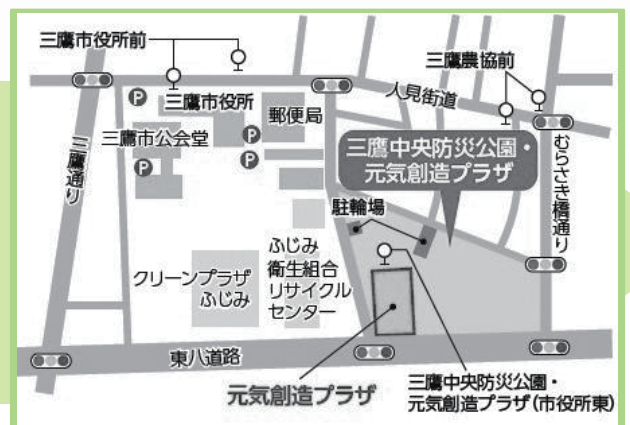 三鷹市役所前
三鷹農協前
人見街道
P
三鷹市役所
郵便局
三鷹市公会堂
P
P
P
三鷹通り
むらさき橋通り
三鷹中央防災公園・
元気創造プラザ
駐輪場
クリーンプラザ
ふじみ
ふじみ
衛生組合
リサイクル
センター
東八道路
元気創造プラザ
三鷹中央防災公園・
元気創造プラザ(市役所東)